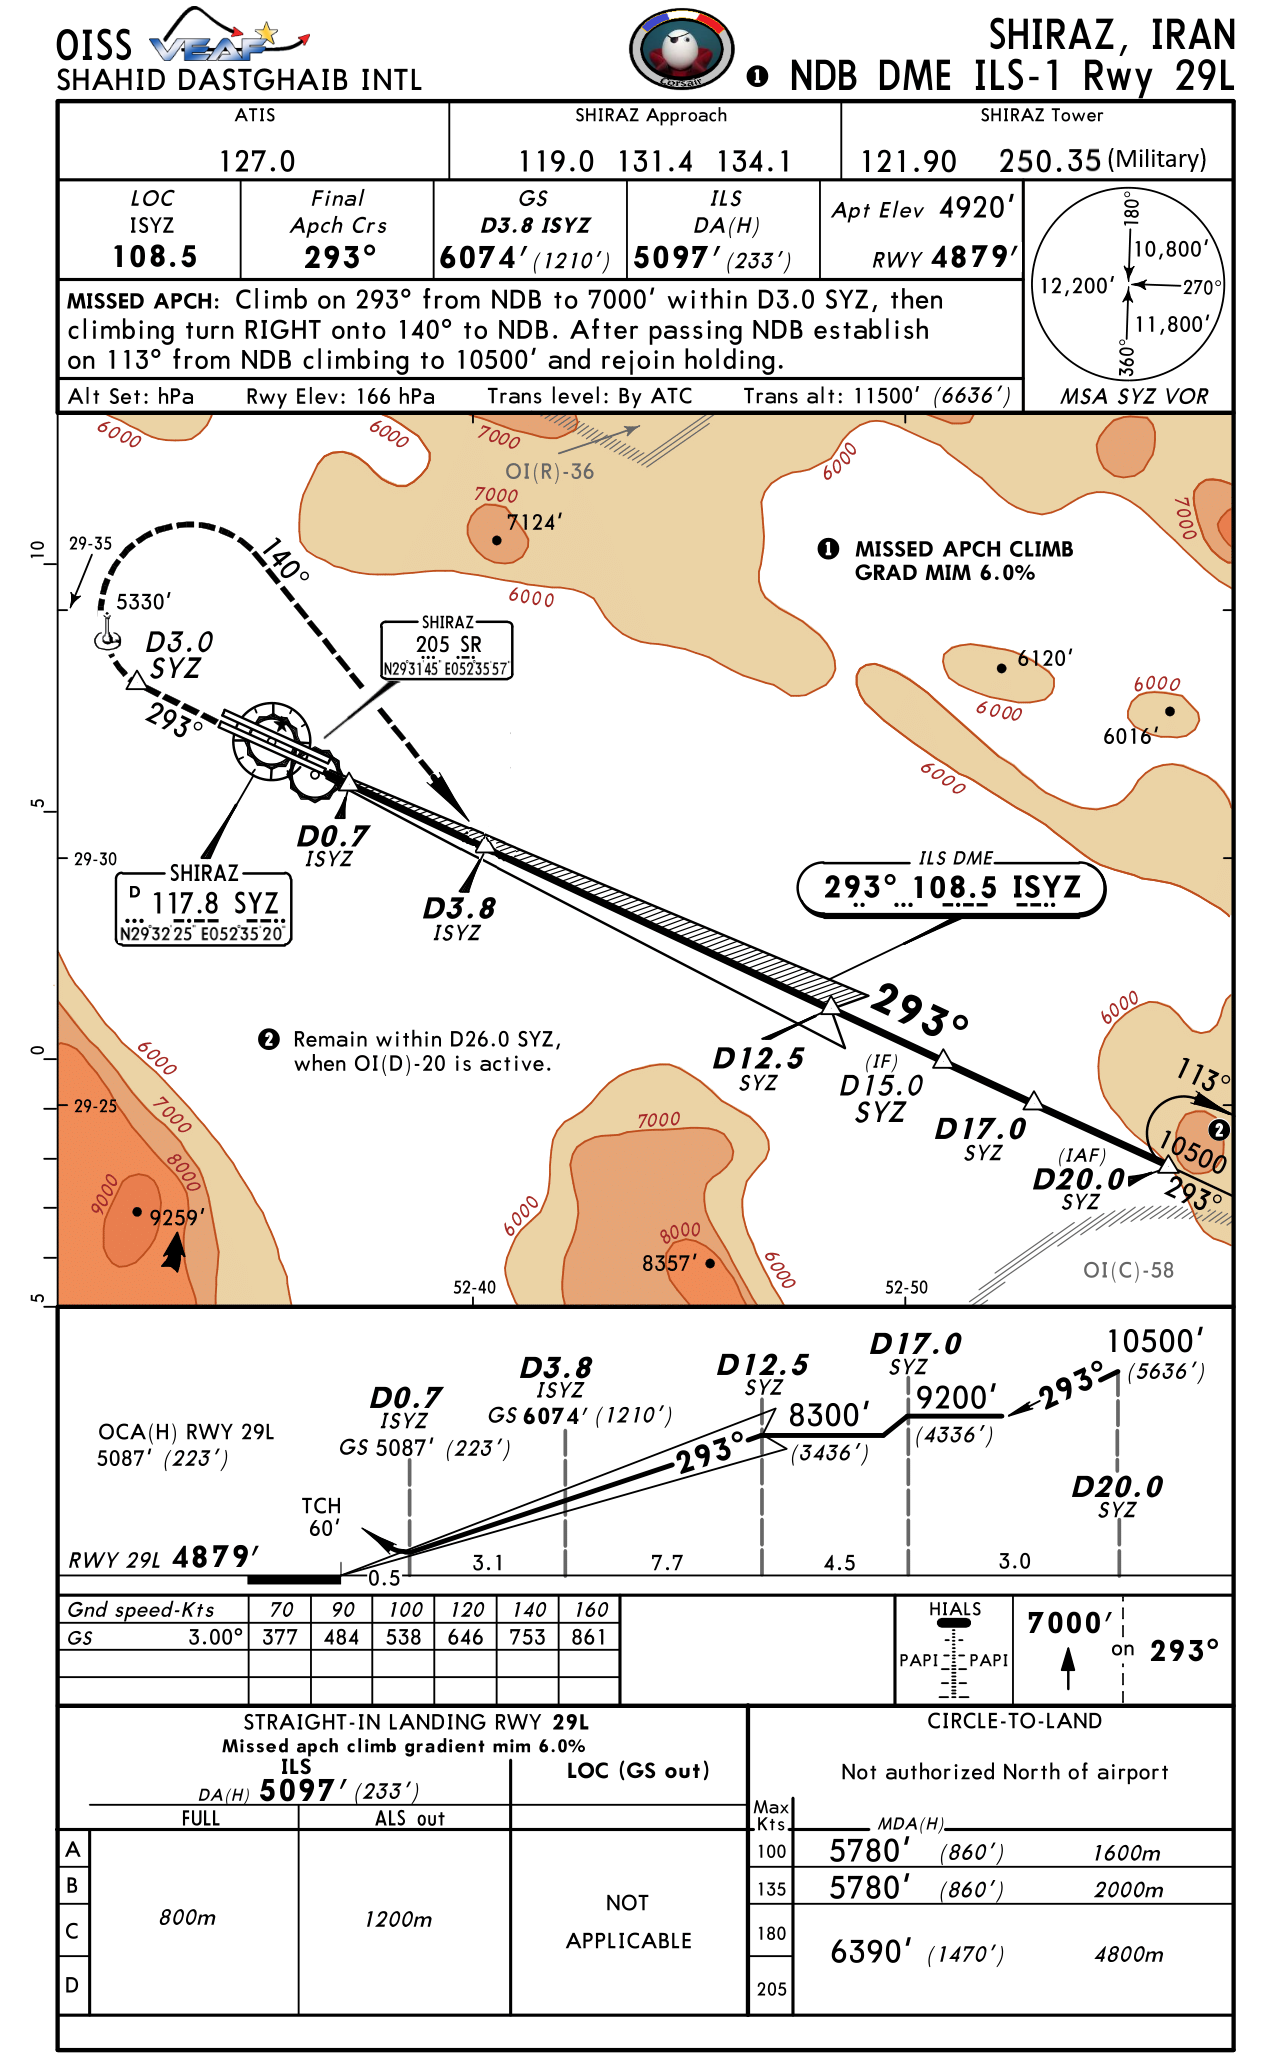 OISS
VEAF
SHAHID DASTGHAIB INTL
Corsair
SHIRAZ, IRAN
1 NDB DME ILS-1 Rwy 29L
ATIS
127.0
SHIRAZ Approach
119.0 131.4 134.1
SHIRAZ Tower
121.90 250.35 (Military)
LOC
ISYZ
108.5
Final
Apch Crs
293°
GS
D3.8 ISYZ
6074' (1210')
ILS
DA(H)
5097' (233')
Apt Elev 4920'
RWY 4879'
180°
10,800'
12,200'
270°
11,800'
360°
MSA SYZ VOR
MISSED APCH: Climb on 293° from NDB to 7000' within D3.0 SYZ, then
climbing turn RIGHT onto 140° to NDB. After passing NDB establish
on 113° from NDB climbing to 10500' and rejoin holding.
Alt Set: hPa Rwy Elev: 166 hPa Trans level: By ATC Trans alt: 11500' (6636')
6000
6000
7000
OI(R)-36
6000
7000
7124'
7000
10
29-35
140°
1 MISSED APCH CLIMB
GRAD MIM 6.0%
6000
5330'
D3.0
SYZ
SHIRAZ
205 SR
N29°31'45" E052°35'57"
6120'
6000
6000
6016'
293°
6000
5
D0.7
ISYZ
29-30
SHIRAZ
D 117.8 SYZ
N29°32'25" E052°35'20"
D3.8
ISYZ
ILS DME
293° 108.5 ISYZ
293°
6000
0
6000
2 Remain within D26.0 SYZ,
when OI(D)-20 is active.
D12.5
SYZ
(IF)
D15.0
SYZ
113°
29-25
7000
7000
D17.0
SYZ
2
10500
8000
(IAF)
D20.0
SYZ
293°
9000
9259'
6000
8000
8357'
6000
OI(C)-58
5
52-40
52-50
D17.0
SYZ
10500'
(5636')
D12.5
SYZ
D3.8
ISYZ
GS 6074' (1210')
D0.7
ISYZ
GS 5087' (223')
293°
9200'
(4336')
8300'
(3436')
OCA(H) RWY 29L
5087' (223')
293°
D20.0
SYZ
TCH
60'
RWY 29L 4879'
0.5
3.1
7.7
4.5
3.0
Gnd speed-Kts 70 90 100 120 140 160
GS 3.00° 377 484 538 646 753 861
HIALS
PAPI PAPI
7000'
on 293°
STRAIGHT-IN LANDING RWY 29L
Missed apch climb gradient mim 6.0%
ILS
DA(H) 5097' (233')
LOC (GS out)
FULL
ALS out
A
B
C
D
800m
1200m
NOT
APPLICABLE
CIRCLE-TO-LAND
Not authorized North of airport
Max
Kts
MDA(H)
100 5780' (860') 1600m
135 5780' (860') 2000m
180
6390' (1470') 4800m
205